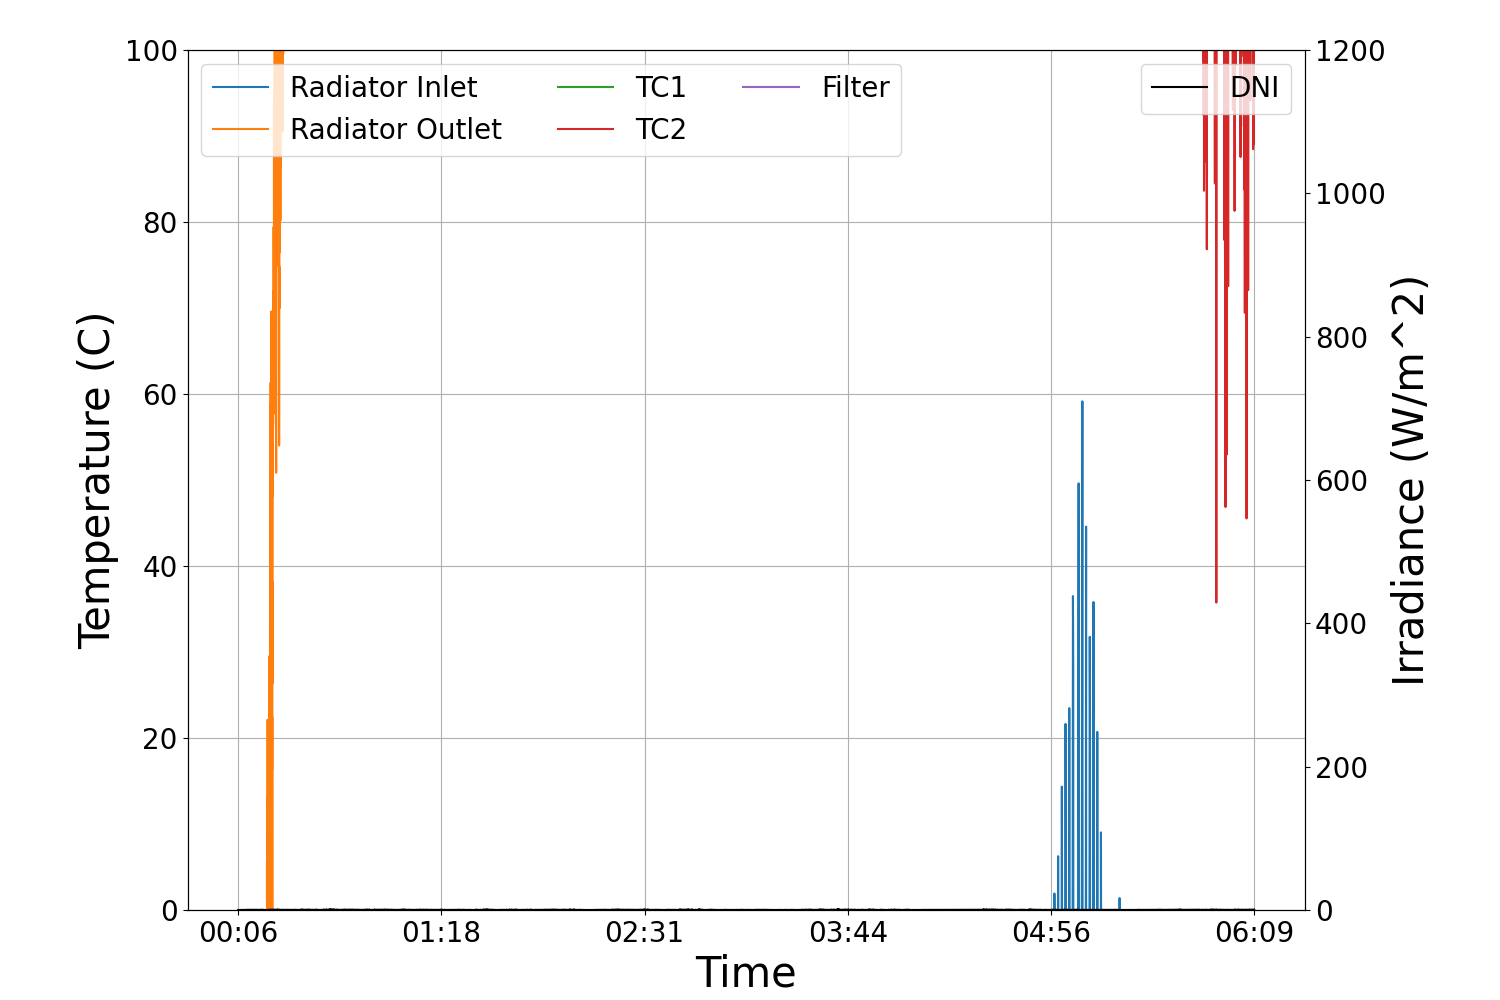 Radiator Inlet
Radiator Outlet
TC1
TC2
Filter
DNI
Temperature (C)
100
80
60
40
20
0
1200
1000
800
600
400
200
0
Irradiance (W/m^2)
00:06 01:18 02:31 03:44 04:56 06:09
Time